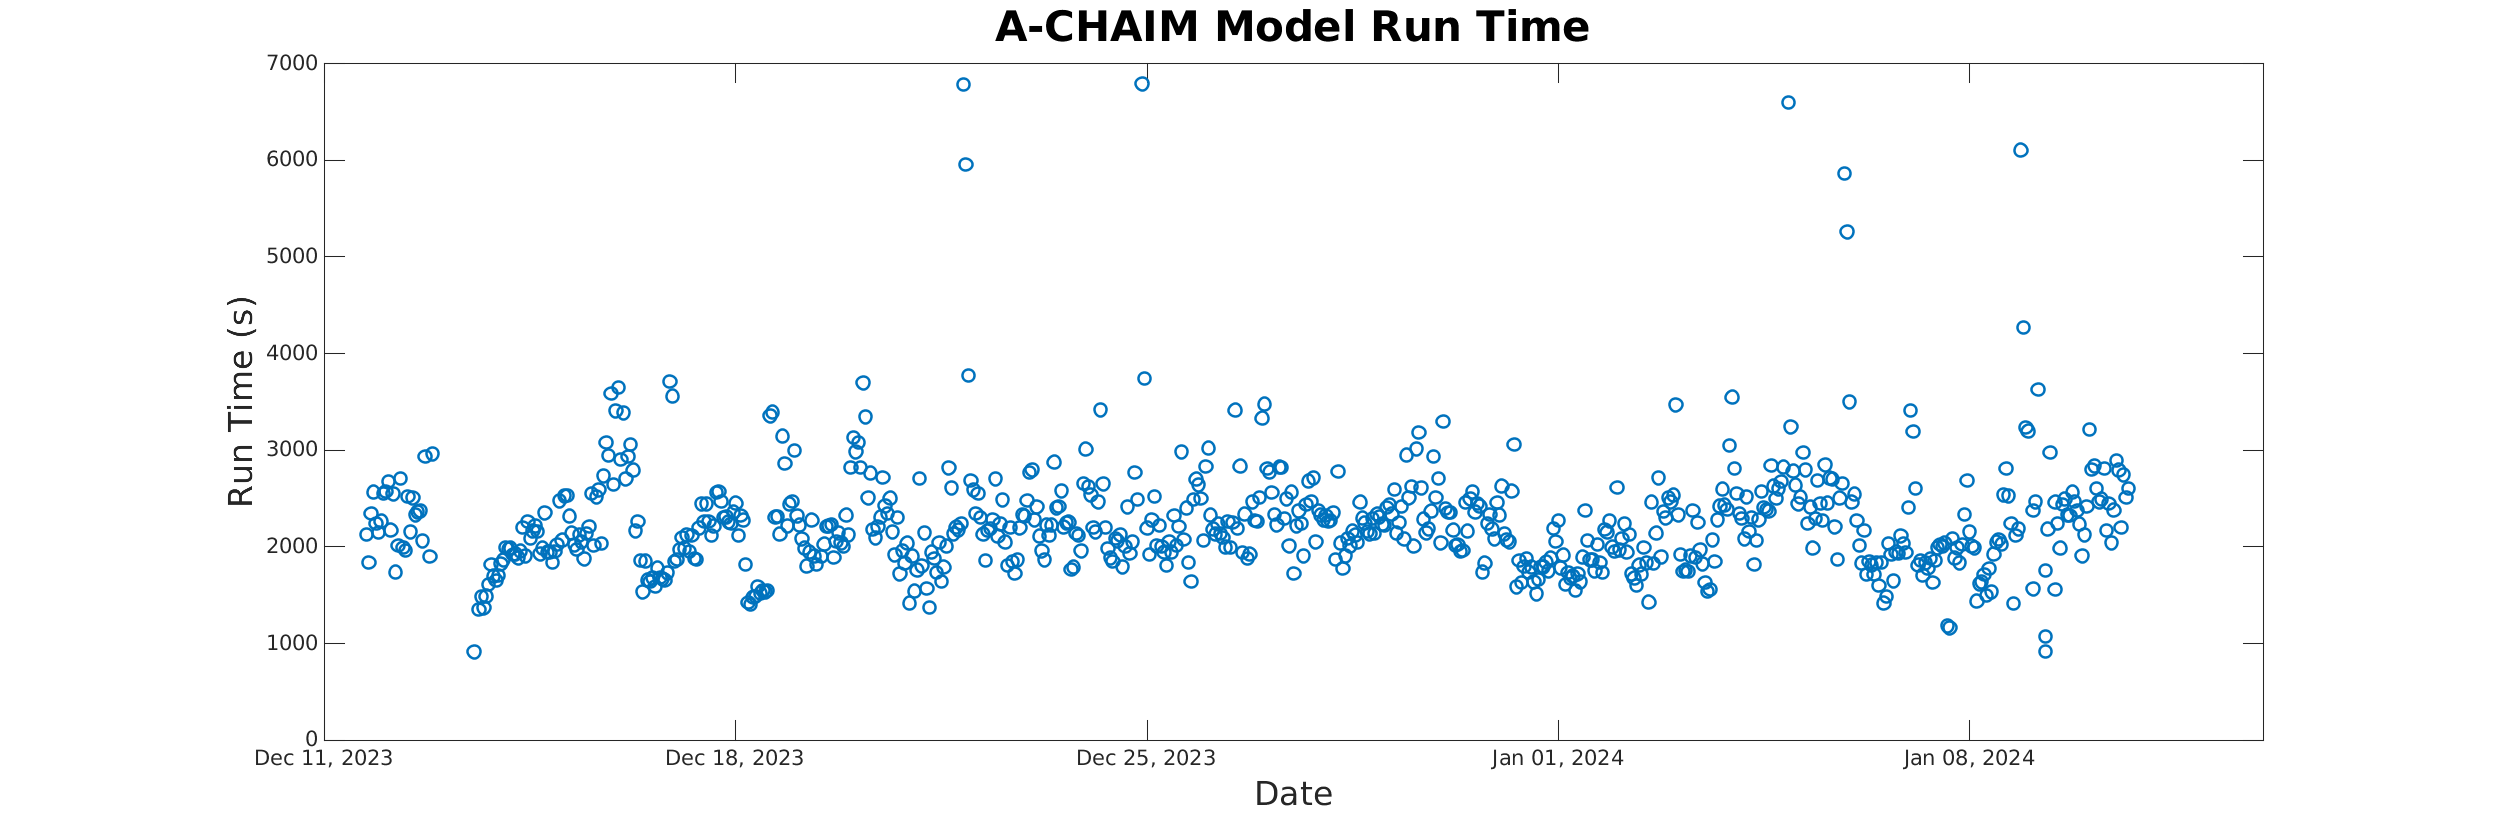 A-CHAIM Model Run Time
7000
6000
5000
4000
3000
2000
1000
0
Run Time (s)
Dec 11, 2023 Dec 18, 2023 Dec 25, 2023 Jan 01, 2024 Jan 08, 2024
Date